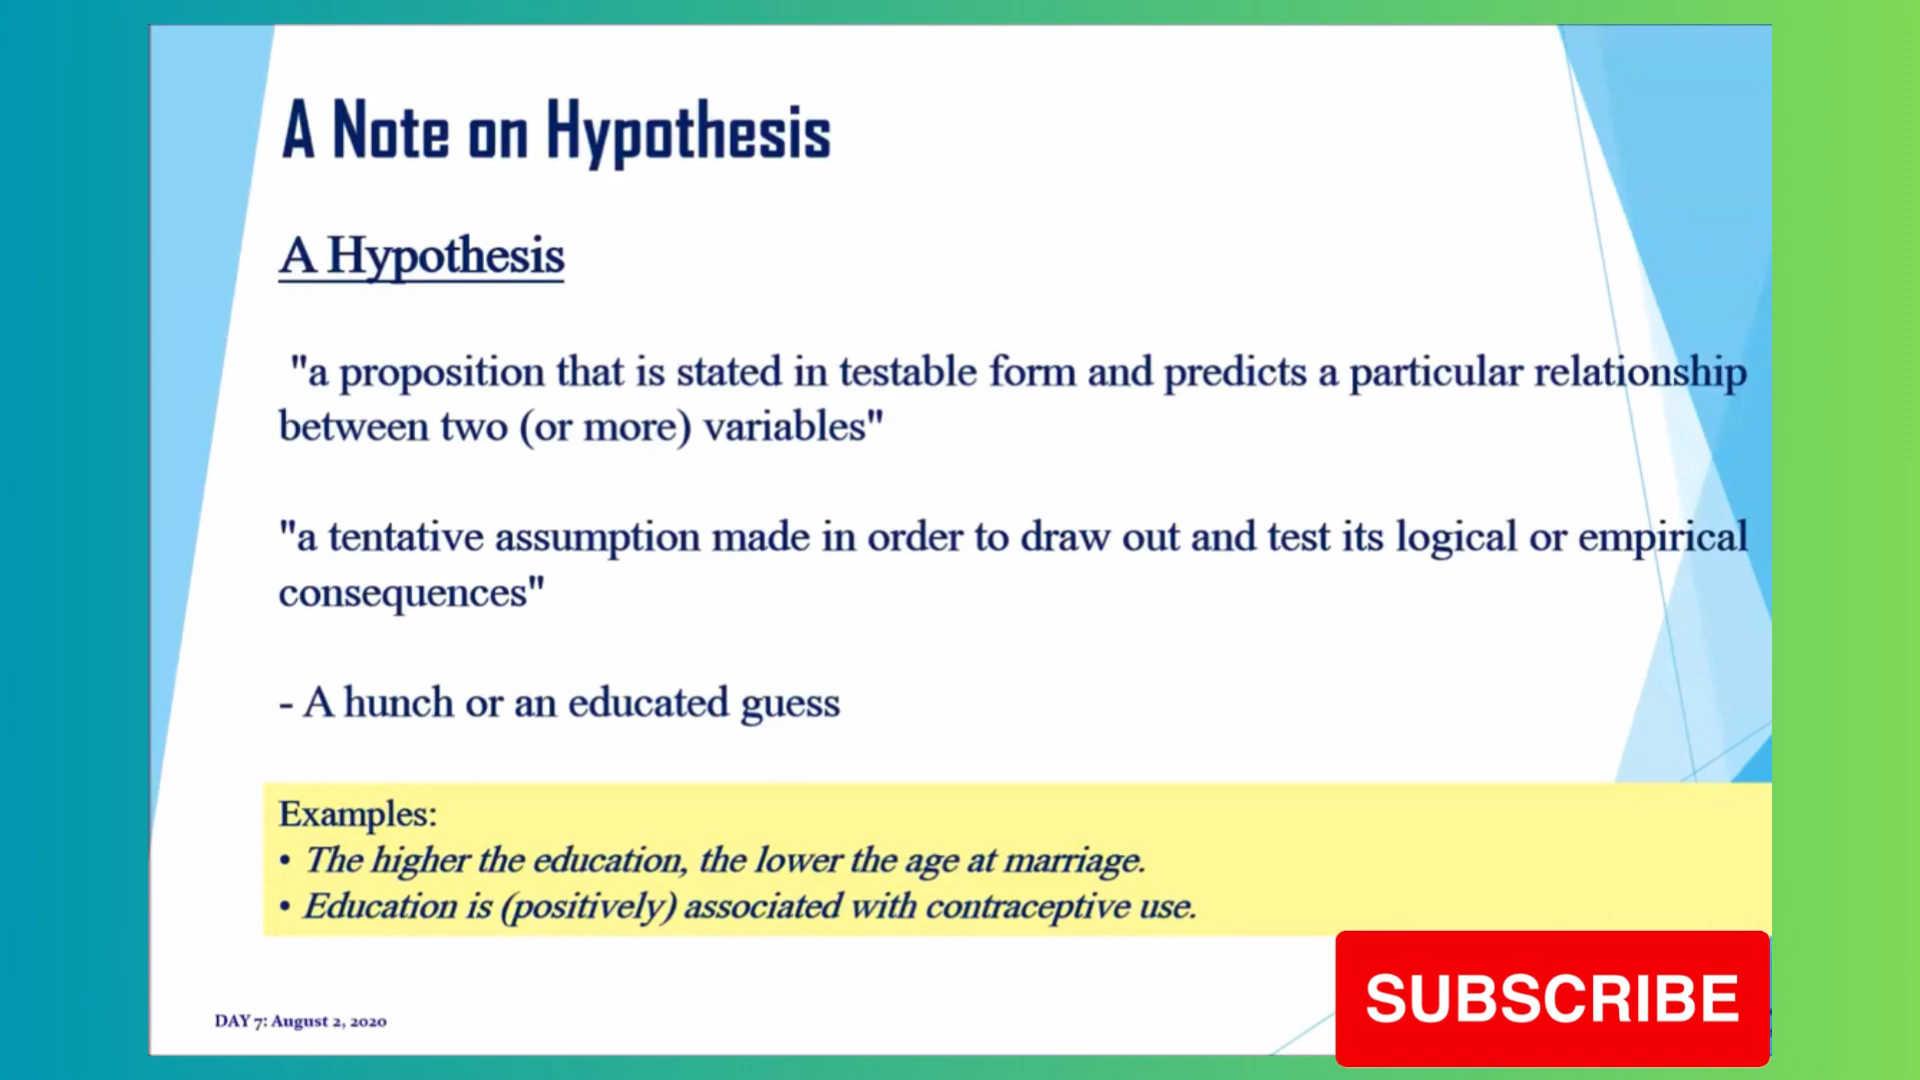 A Note on Hypothesis
A Hypothesis
"a proposition that is stated in testable form and predicts a particular relationship
between two (or more) variables"
"a tentative assumption made in order to draw out and test its logical or empirical
consequences"
- A hunch or an educated guess
Examples:
• The higher the education, the lower the age at marriage.
• Education is (positively) associated with contraceptive use.
DAY 7: August 2, 2020
SUBSCRIBE